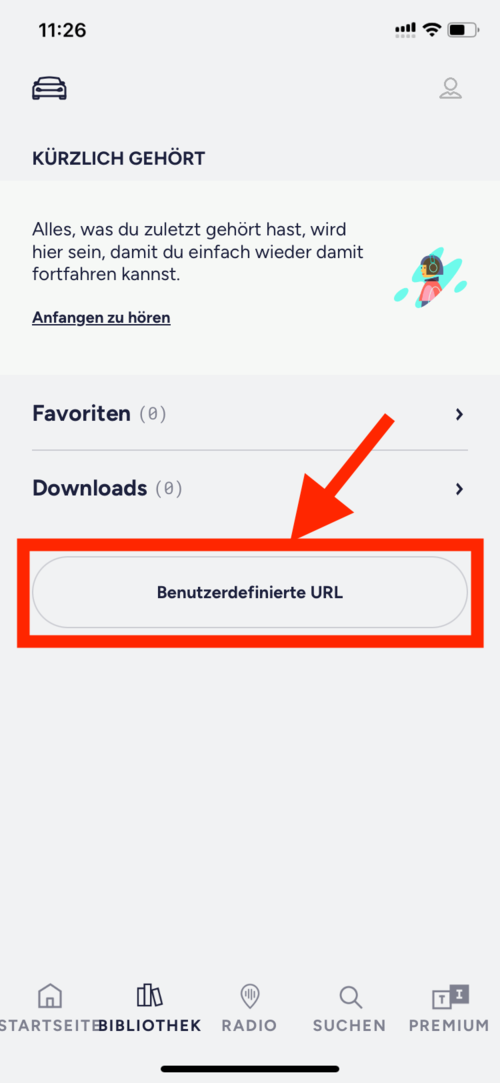 11:26
KÜRZLICH GEHÖRT
Alles, was du zuletzt gehört hast, wird
hier sein, damit du einfach wieder damit
fortfahren kannst.
Anfangen zu hören
Favoriten (0)
Downloads (0)
Benutzerdefinierte URL
T I
STARTSEITE BIBLIOTHEK RADIO SUCHEN PREMIUM